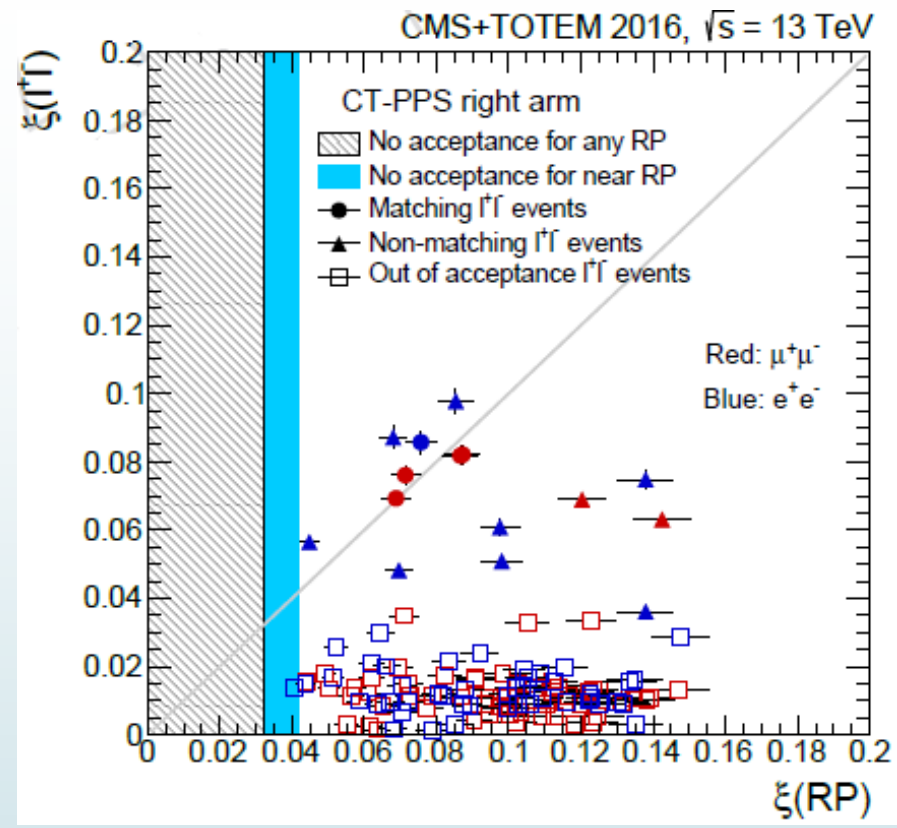 CMS+TOTEM 2016, √s = 13 TeV
ξ(l⁺l⁻)
0.2
0.18
0.16
0.14
0.12
0.1
0.08
0.06
0.04
0.02
0
CT-PPS right arm
No acceptance for any RP
No acceptance for near RP
Matching l⁺l⁻ events
Non-matching l⁺l⁻ events
Out of acceptance l⁺l⁻ events
Red: μ⁺μ⁻
Blue: e⁺e⁻
0 0.02 0.04 0.06 0.08 0.1 0.12 0.14 0.16 0.18 0.2
ξ(RP)